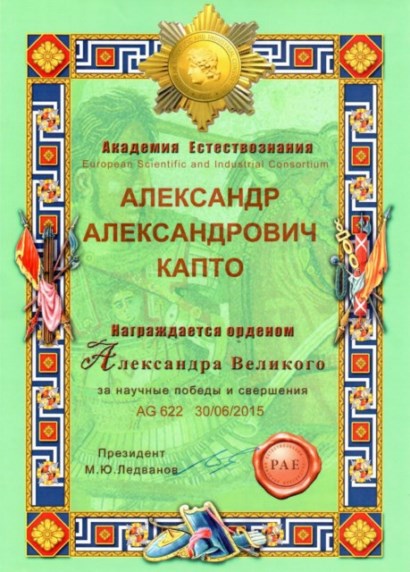 Академия Естествознания
European Scientific and Industrial Consortium
АЛЕКСАНДР
АЛЕКСАНДРОВИЧ
КАПТО
Награждается орденом
Александра Великого
за научные победы и свершения
AG 622 30/06/2015
Президент
М.Ю.Ледванов
РАЕ